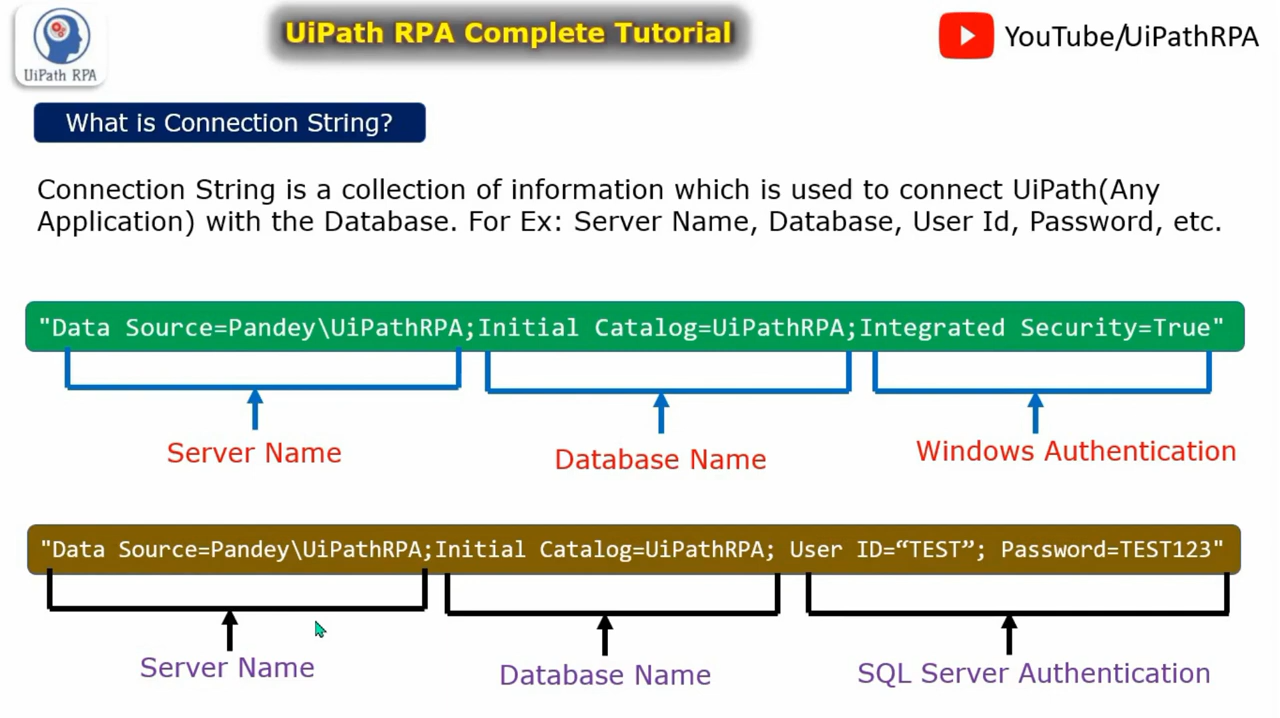 UiPath RPA Complete Tutorial
YouTube/UiPathRPA
UiPath RPA
What is Connection String?
Connection String is a collection of information which is used to connect UiPath(Any
Application) with the Database. For Ex: Server Name, Database, User Id, Password, etc.
"Data Source=Pandey\UiPathRPA;Initial Catalog=UiPathRPA;Integrated Security=True"
Server Name
Database Name
Windows Authentication
"Data Source=Pandey\UiPathRPA;Initial Catalog=UiPathRPA; User ID=“TEST”; Password=TEST123"
Server Name
Database Name
SQL Server Authentication